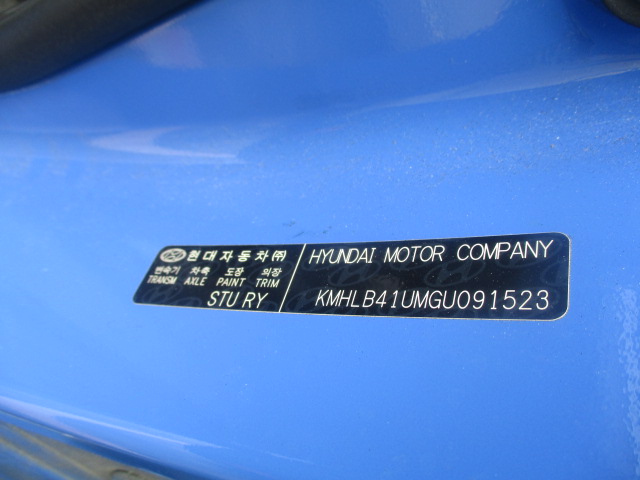 현대자동차㈜
변속기 차축 도장 의장
TRANSM AXLE PAINT TRIM
STU RY
HYUNDAI MOTOR COMPANY
KMHLB41UMGU091523